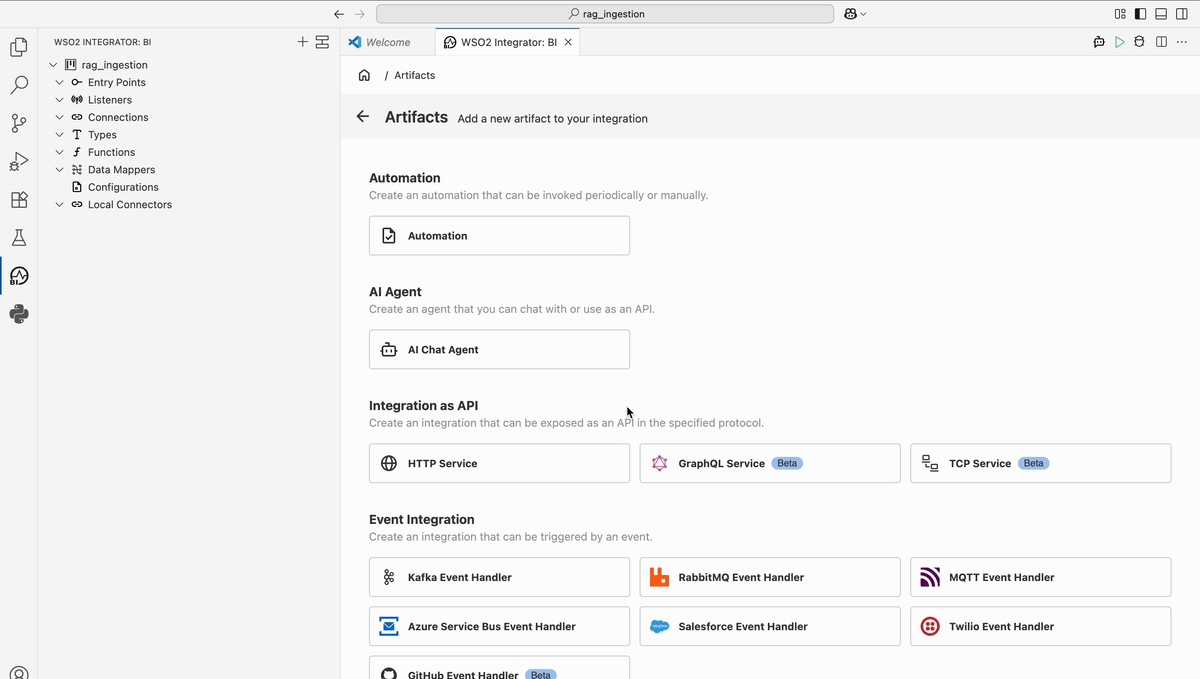 rag_ingestion
WSO2 INTEGRATOR: BI
Welcome
WSO2 Integrator: BI
rag_ingestion
Entry Points
Listeners
Connections
Types
Functions
Data Mappers
Configurations
Local Connectors
BI
/ Artifacts
Artifacts Add a new artifact to your integration
Automation
Create an automation that can be invoked periodically or manually.
Automation
AI Agent
Create an agent that you can chat with or use as an API.
AI Chat Agent
Integration as API
Create an integration that can be exposed as an API in the specified protocol.
HTTP Service
GraphQL Service Beta
TCP Service Beta
Event Integration
Create an integration that can be triggered by an event.
Kafka Event Handler
RabbitMQ Event Handler
MQTT Event Handler
Azure Service Bus Event Handler
Salesforce Event Handler
Twilio Event Handler
GitHub Event Handler Beta